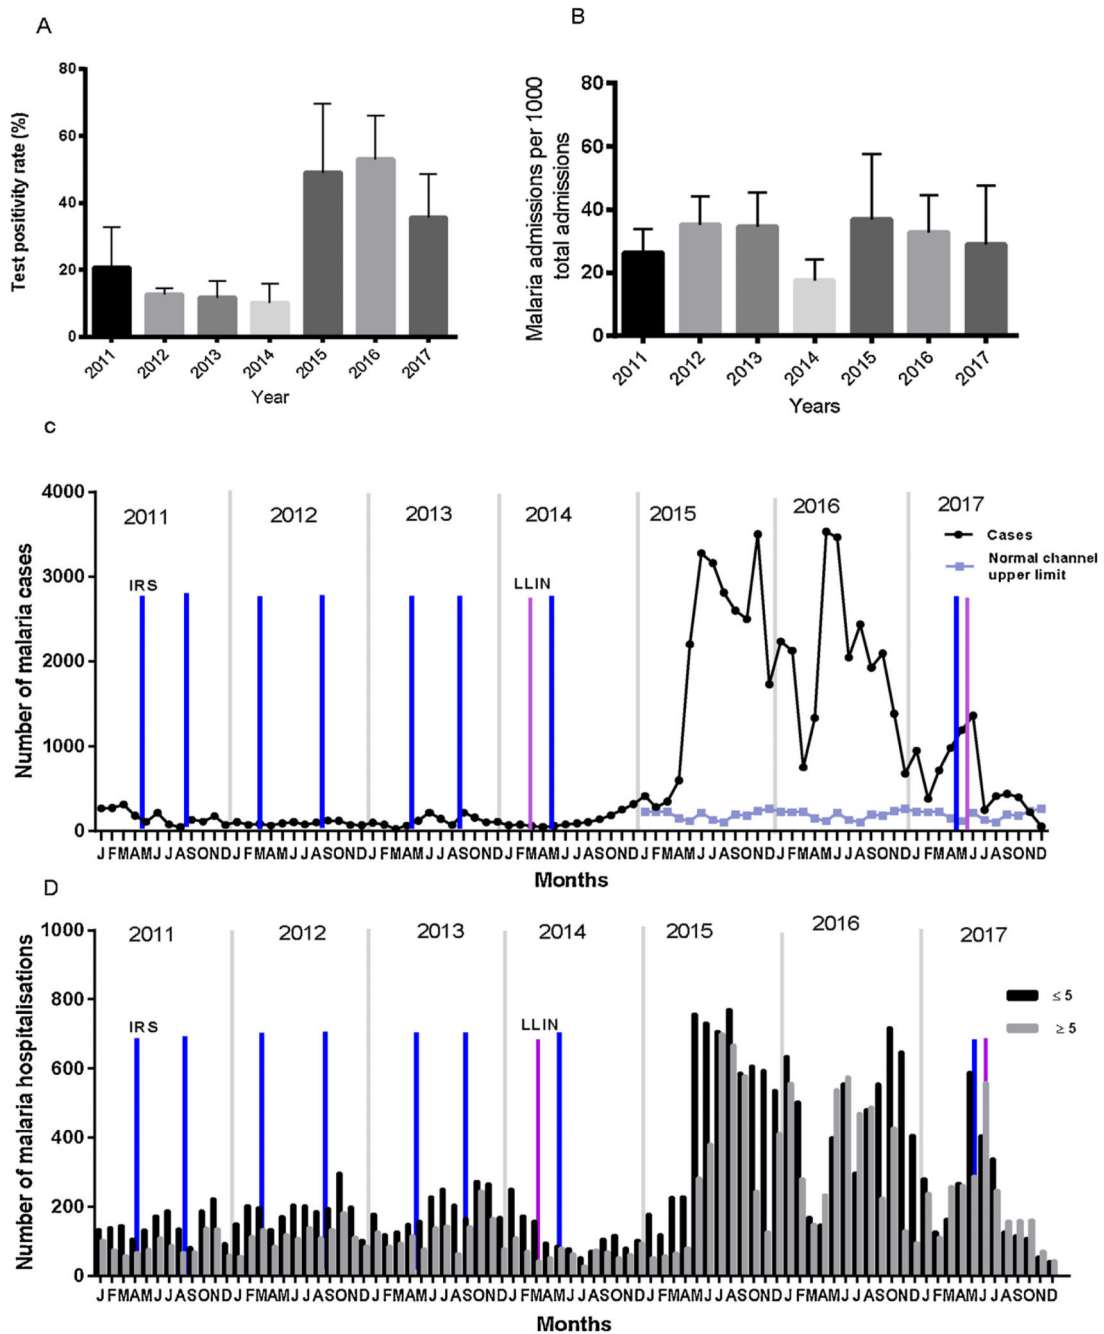 A
80
60
40
20
0
Test positivity rate (%)
2011 2012 2013 2014 2015 2016 2017
Year
B
80
60
40
20
0
Malaria admissions per 1000
total admissions
2011 2012 2013 2014 2015 2016 2017
Years
c
4000
3000
2000
1000
0
Number of malaria cases
2011 2012 2013 2014 2015 2016 2017
IRS LLIN
Cases
Normal channel
upper limit
J F M A M J J A S O N D J F M A M J J A S O N D J F M A M J J A S O N D J F M A M J J A S O N D J F M A M J J A S O N D J F M A M J J A S O N D J F M A M J J A S O N D
Months
D
1000
800
600
400
200
0
Number of malaria hospitalisations
2011 2012 2013 2014 2015 2016 2017
IRS LLIN
≤ 5
≥ 5
J F M A M J J A S O N D J F M A M J J A S O N D J F M A M J J A S O N D J F M A M J J A S O N D J F M A M J J A S O N D J F M A M J J A S O N D J F M A M J J A S O N D
Months